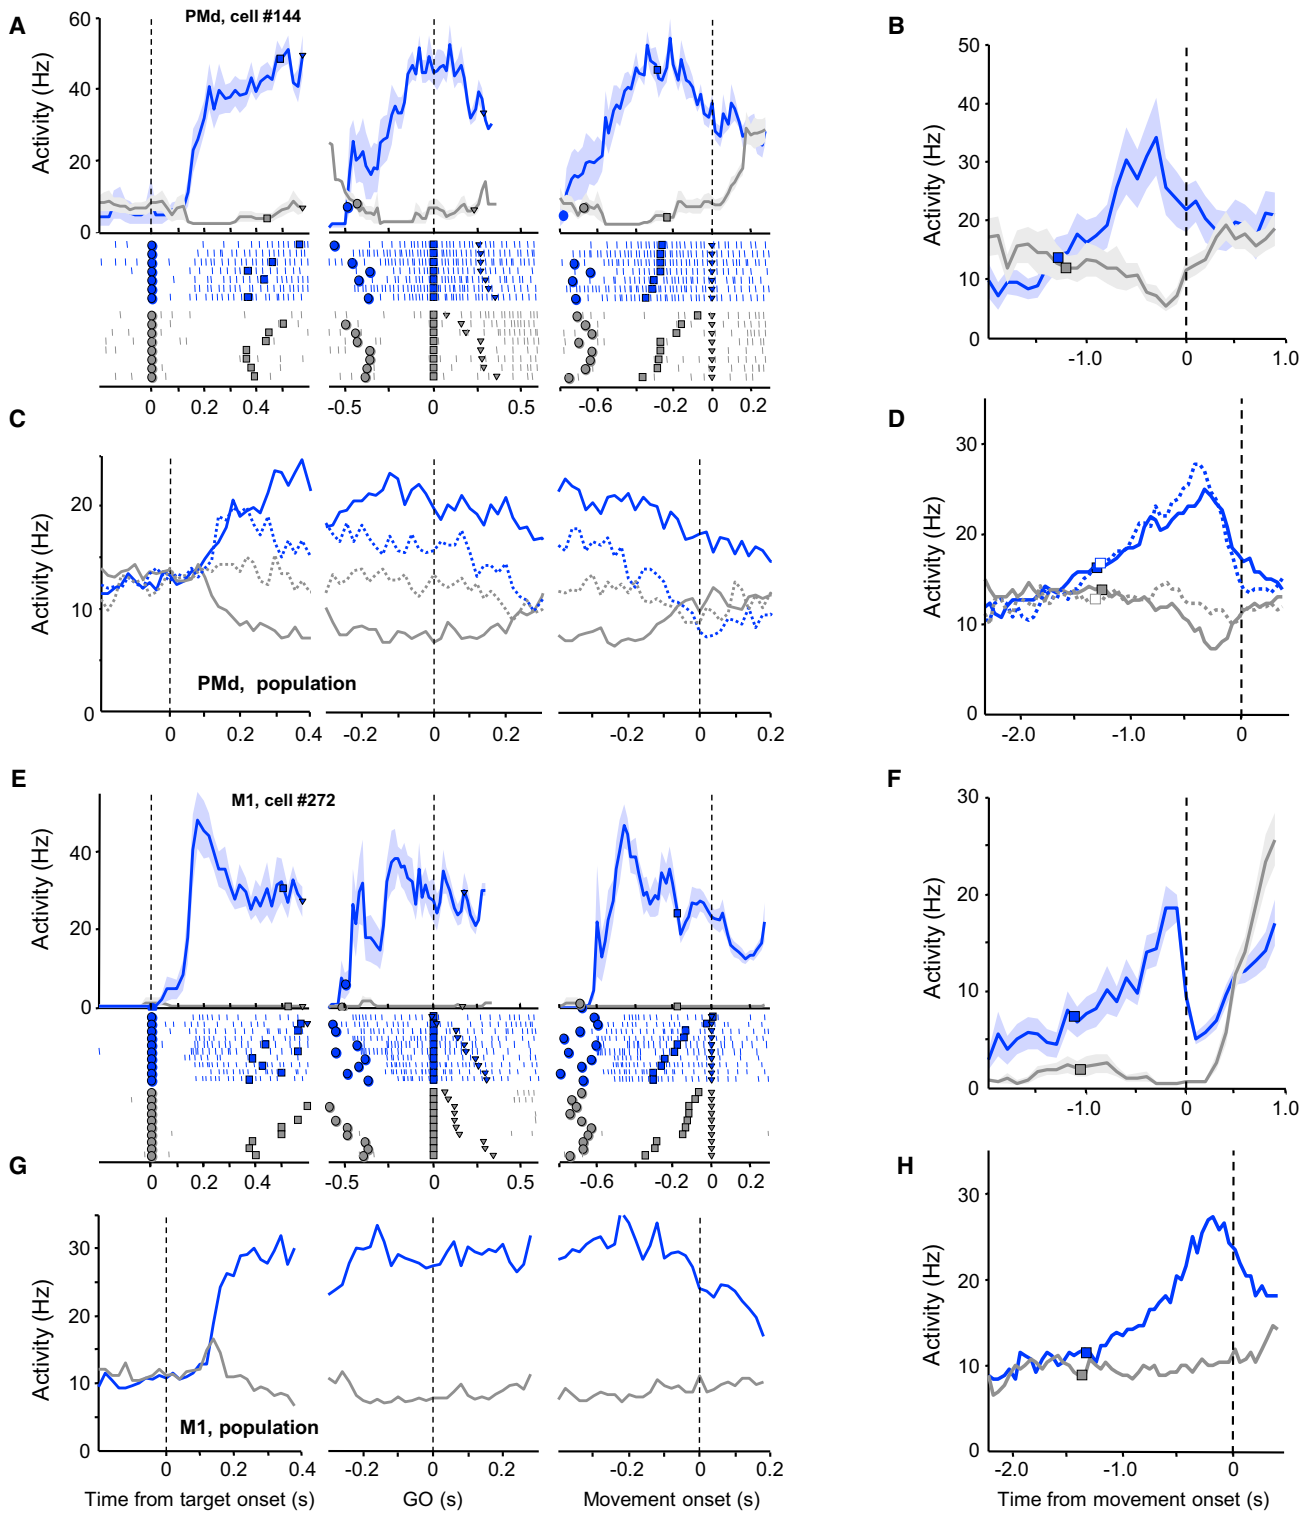 A
PMd, cell #144
60
40
20
0
Activity (Hz)
0 0.2 0.4
-0.5 0 0.5
-0.6 -0.2 0 0.2
B
50
40
30
20
10
0
Activity (Hz)
-1.0 0 1.0
C
20
10
0
Activity (Hz)
PMd, population
0 0.2 0.4
-0.2 0 0.2
-0.2 0 0.2
D
30
20
10
0
Activity (Hz)
-2.0 -1.0 0
E
M1, cell #272
40
20
0
Activity (Hz)
0 0.2 0.4
-0.5 0 0.5
-0.6 -0.2 0 0.2
F
30
20
10
0
Activity (Hz)
-1.0 0 1.0
G
30
20
10
0
Activity (Hz)
M1, population
0 0.2 0.4
-0.2 0 0.2
-0.2 0 0.2
Time from target onset (s)
GO (s)
Movement onset (s)
H
30
20
10
0
Activity (Hz)
-2.0 -1.0 0
Time from movement onset (s)